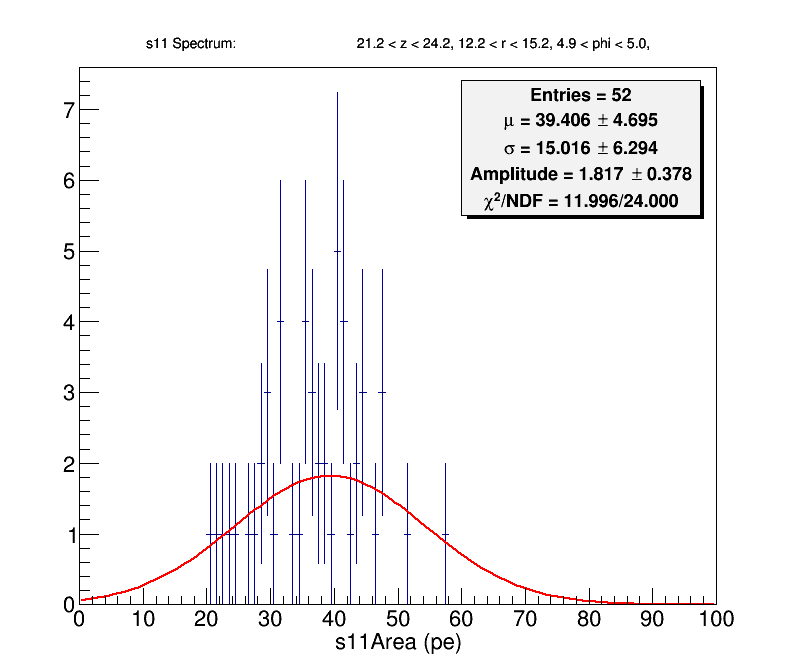 s11 Spectrum: 21.2 < z < 24.2, 12.2 < r < 15.2, 4.9 < phi < 5.0,
Entries = 52
μ = 39.406 ± 4.695
σ = 15.016 ± 6.294
Amplitude = 1.817 ± 0.378
χ²/NDF = 11.996/24.000
7
6
5
4
3
2
1
0
0 10 20 30 40 50 60 70 80 90 100
s11Area (pe)